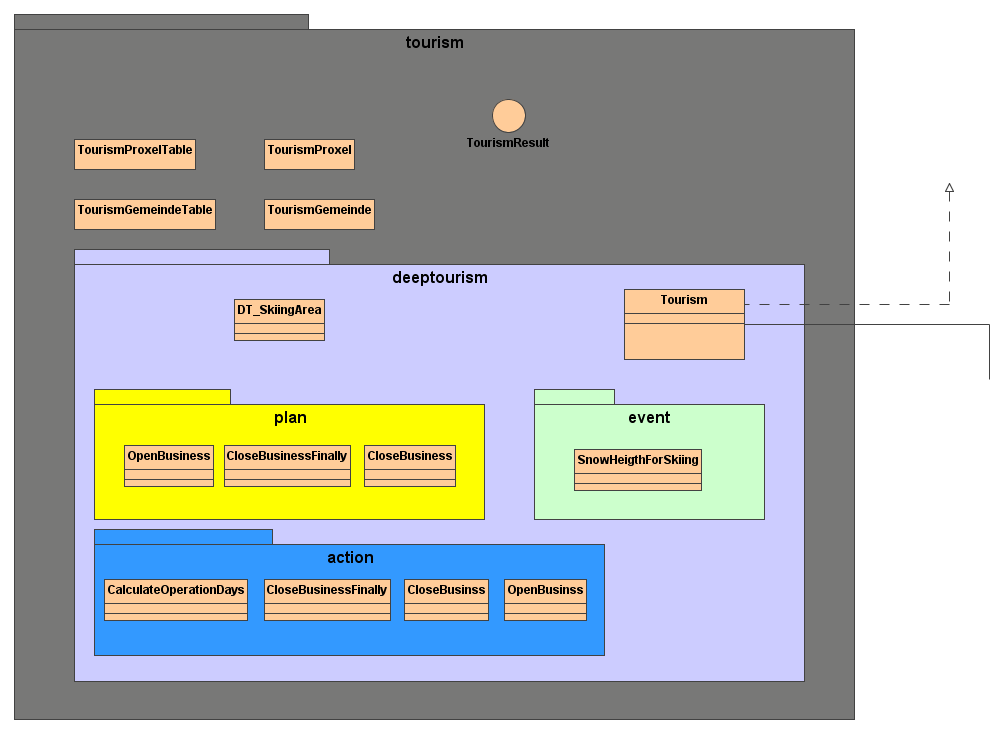 tourism
TourismResult
TourismProxelTable
TourismProxel
TourismGemeindeTable
TourismGemeinde
deeptourism
DT_SkiingArea
Tourism
plan
OpenBusiness
CloseBusinessFinally
CloseBusiness
event
SnowHeigthForSkiing
action
CalculateOperationDays
CloseBusinessFinally
CloseBusinss
OpenBusinss